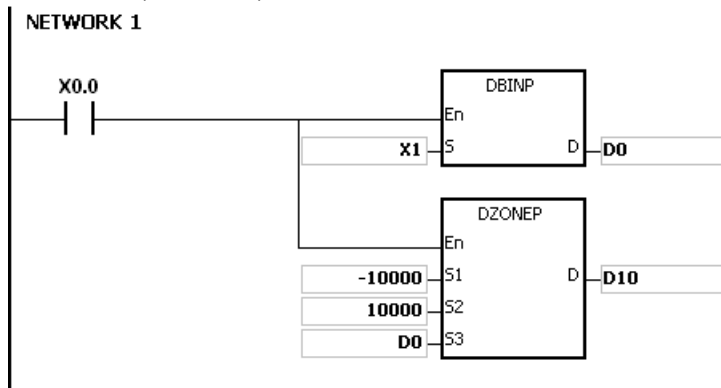 NETWORK 1
X0.0
DBINP
En
X1 S D D0
DZONEP
En
-10000 S1 D D10
10000 S2
D0 S3